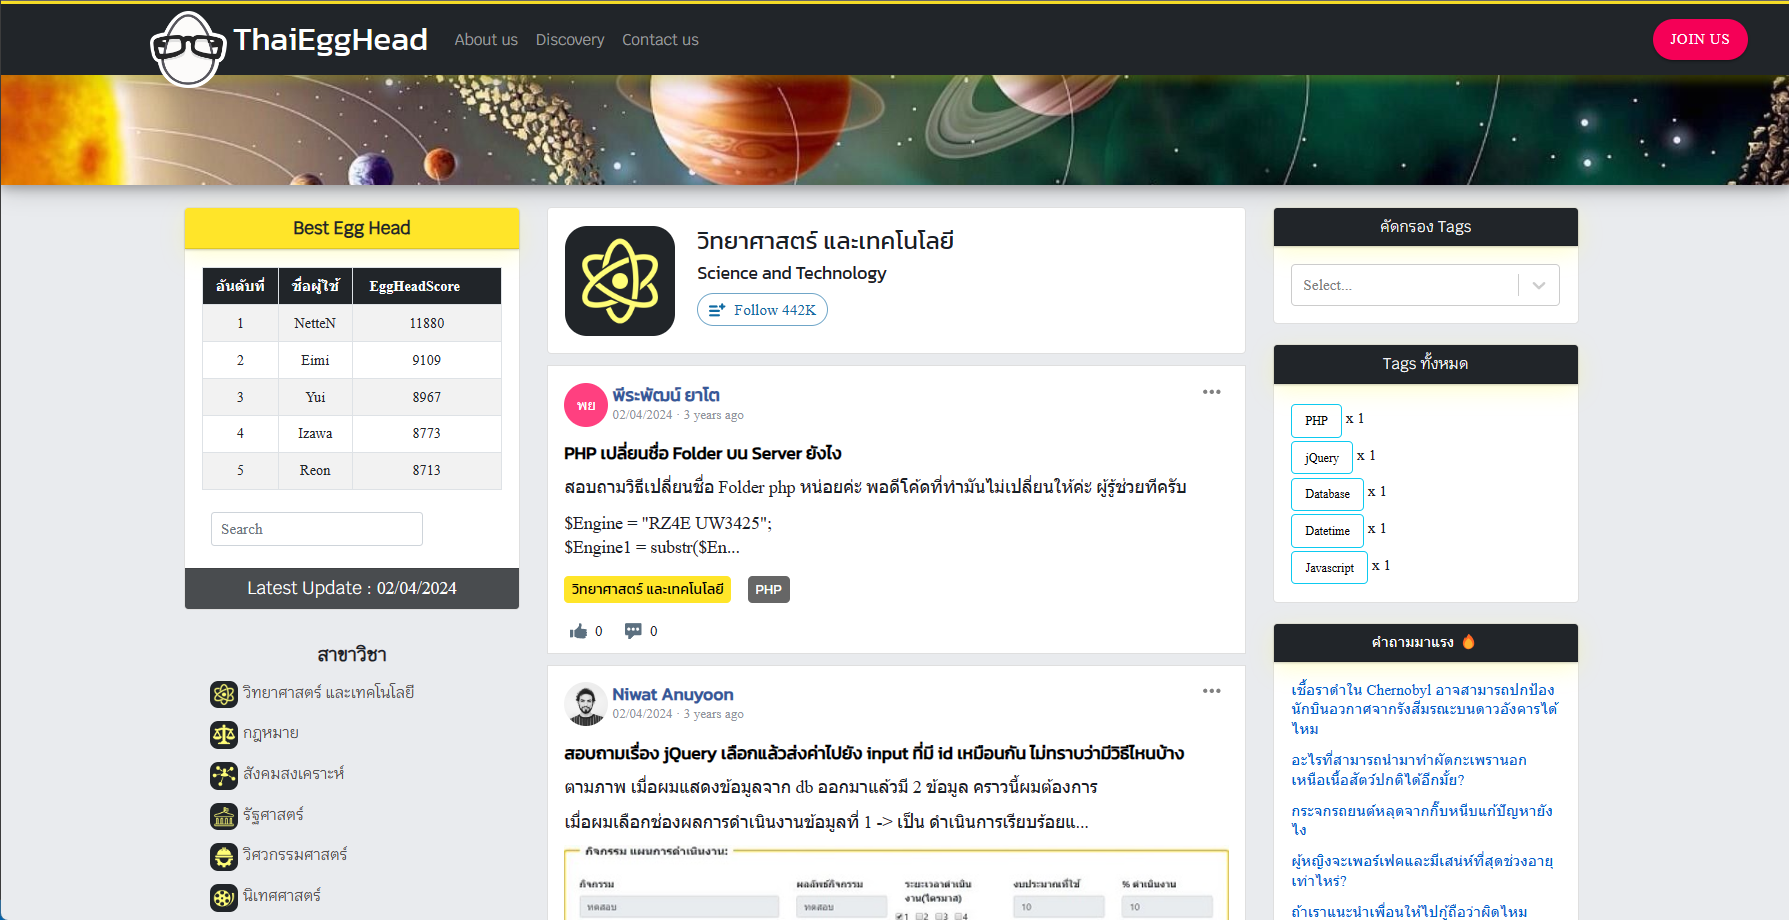 ThaiEggHead
About us
Discovery
Contact us
JOIN US
Best Egg Head
อันดับที่ ชื่อผู้ใช้ EggHeadScore
1 NetteN 11880
2 Eimi 9109
3 Yui 8967
4 Izawa 8773
5 Reon 8713
Search
Latest Update : 02/04/2024
สาขาวิชา
วิทยาศาสตร์ และเทคโนโลยี
กฎหมาย
สังคมสงเคราะห์
รัฐศาสตร์
วิศวกรรมศาสตร์
นิเทศศาสตร์
วิทยาศาสตร์ และเทคโนโลยี
Science and Technology
Follow 442K
พย
พีระพัฒน์ ยาโต
02/04/2024 · 3 years ago
PHP เปลี่ยนชื่อ Folder บน Server ยังไง
สอบถามวิธีเปลี่ยนชื่อ Folder php หน่อยค่ะ พอดีโค้ดที่ทำมันไม่เปลี่ยนให้ค่ะ ผู้รู้ช่วยทีครับ
$Engine = "RZ4E UW3425";
$Engine1 = substr($En...
วิทยาศาสตร์ และเทคโนโลยี PHP
0 0
Niwat Anuyoon
02/04/2024 · 3 years ago
สอบถามเรื่อง jQuery เลือกแล้วส่งค่าไปยัง input ที่มี id เหมือนกัน ไม่ทราบว่ามีวิธีไหนบ้าง
ตามภาพ เมื่อผมแสดงข้อมูลจาก db ออกมาแล้วมี 2 ข้อมูล คราวนี้ผมต้องการ
เมื่อผมเลือกช่องผลการดำเนินงานข้อมูลที่ 1 -> เป็น ดำเนินการเรียบร้อยแ...
กิจกรรม แผนการดำเนินงาน:
กิจกรรม ผลลัพธ์กิจกรรม ระยะเวลาดำเนินงาน(ไตรมาส) งบประมาณที่ใช้ % ดำเนินงาน
ทดสอบ ทดสอบ 1 2 3 4 10 10
คัดกรอง Tags
Select...
Tags ทั้งหมด
PHP x 1
jQuery x 1
Database x 1
Datetime x 1
Javascript x 1
คำถามมาแรง
เชื้อราดำใน Chernobyl อาจสามารถปกป้อง
นักบินอวกาศจากรังสีมรณะบนดาวอังคารได้
ไหม
อะไรที่สามารถนำมาทำผัดกะเพรานอก
เหนือเนื้อสัตว์ปกติได้อีกมั้ย?
กระจกรถยนต์หลุดจากกิ๊บหนีบแก้ปัญหายัง
ไง
ผู้หญิงจะเพอร์เฟคและมีเสน่ห์ที่สุดช่วงอายุ
เท่าไหร่?
ถ้าเราแนะนำเพื่อนให้ไปกู้ถือว่าผิดไหม